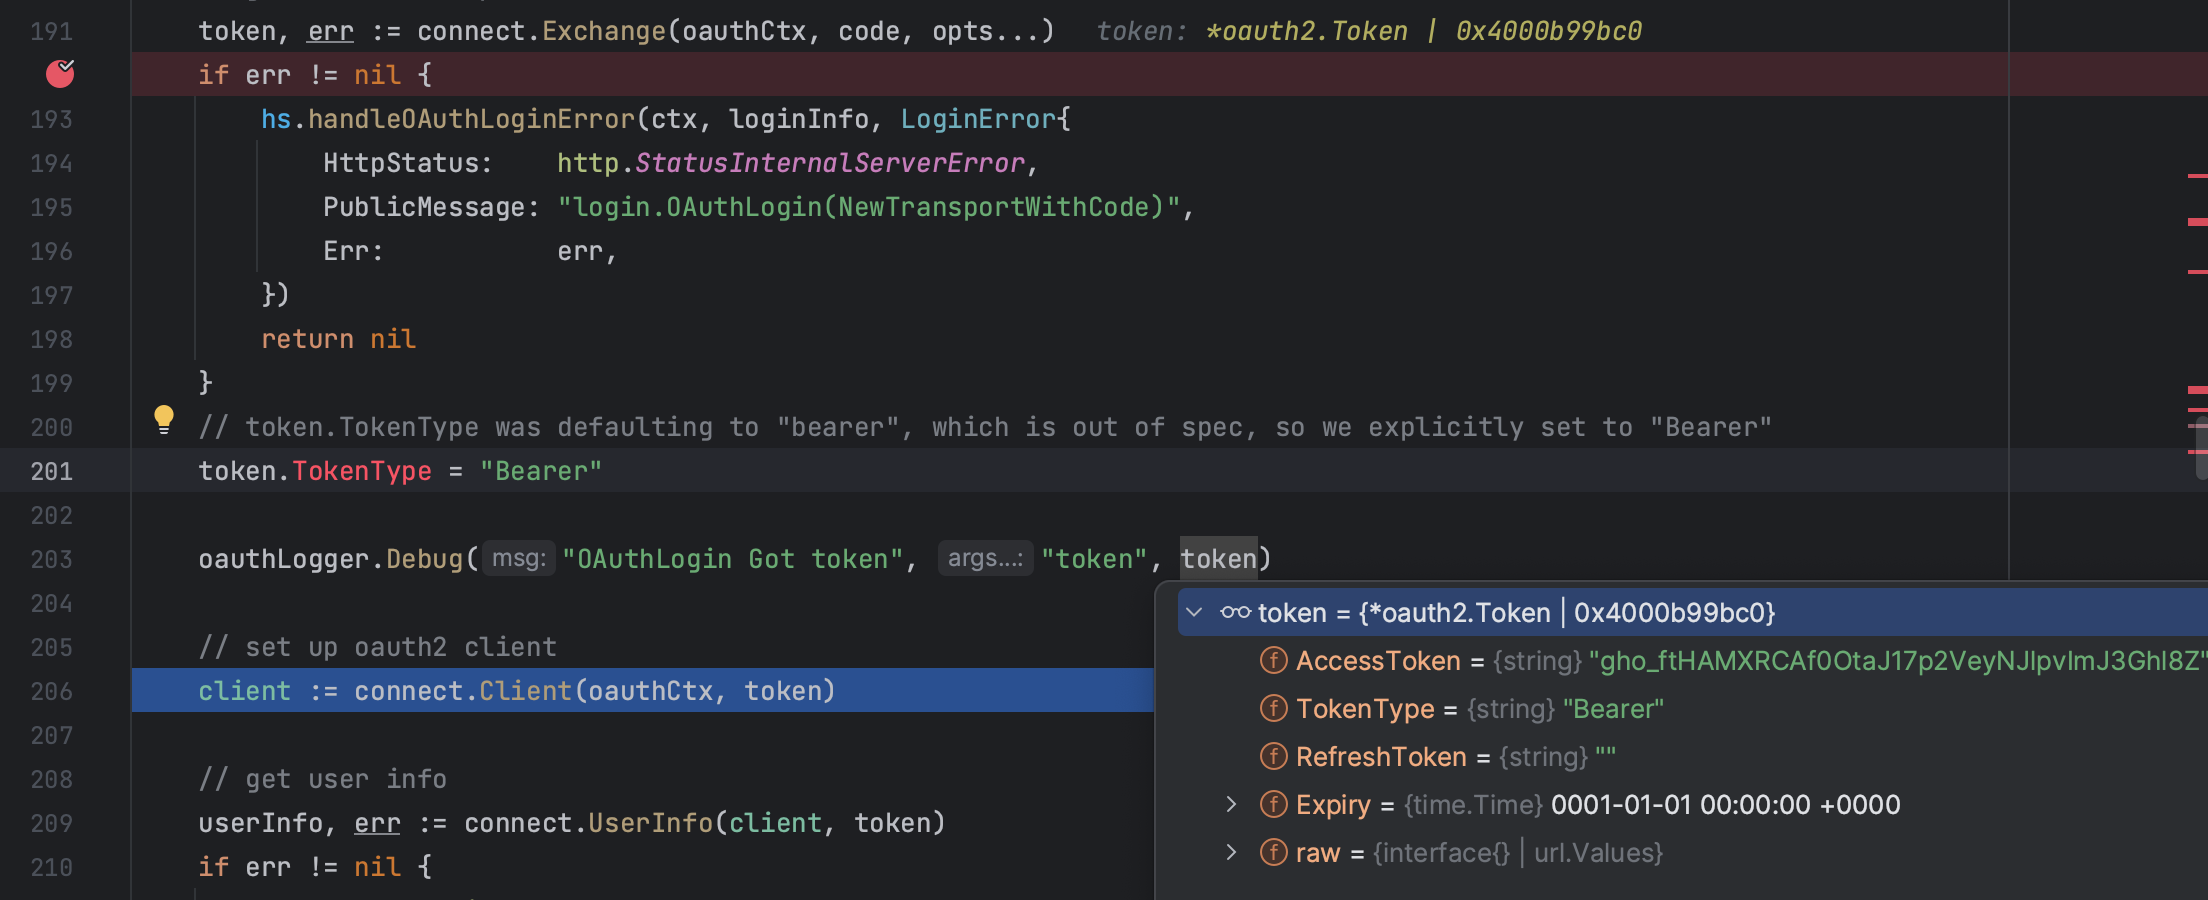 191 token, err := connect.Exchange(oauthCtx, code, opts...) token: *oauth2.Token | 0x4000b99bc0
if err != nil {
193 hs.handleOAuthLoginError(ctx, loginInfo, LoginError{
194 HttpStatus: http.StatusInternalServerError,
195 PublicMessage: "login.OAuthLogin(NewTransportWithCode)",
196 Err: err,
197 })
198 return nil
199 }
200 // token.TokenType was defaulting to "bearer", which is out of spec, so we explicitly set to "Bearer"
201 token.TokenType = "Bearer"
202
203 oauthLogger.Debug( msg: "OAuthLogin Got token", args...: "token", token)
204
token = {*oauth2.Token | 0x4000b99bc0}
205 // set up oauth2 client
AccessToken = {string} "gho_ftHAMXRCAf0OtaJ17p2VeyNJlpvImJ3GhI8Z"
206 client := connect.Client(oauthCtx, token)
TokenType = {string} "Bearer"
207
RefreshToken = {string} ""
208 // get user info
Expiry = {time.Time} 0001-01-01 00:00:00 +0000
209 userInfo, err := connect.UserInfo(client, token)
raw = {interface{} | url.Values}
210 if err != nil {